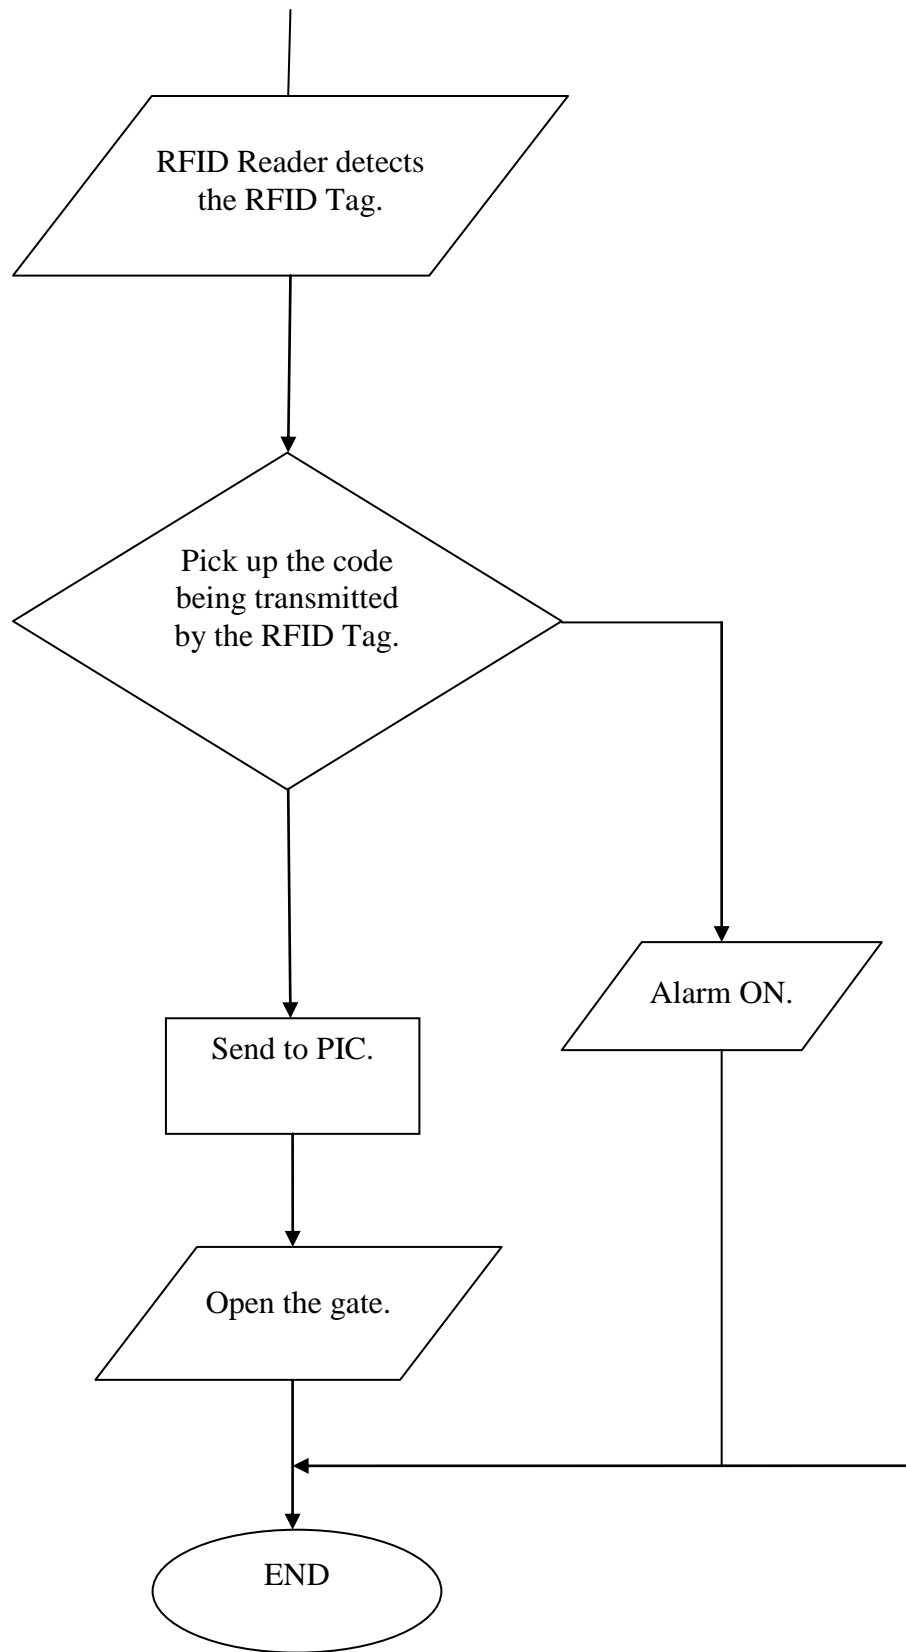 RFID Reader detects
the RFID Tag.
Pick up the code
being transmitted
by the RFID Tag.
Alarm ON.
Send to PIC.
Open the gate.
END